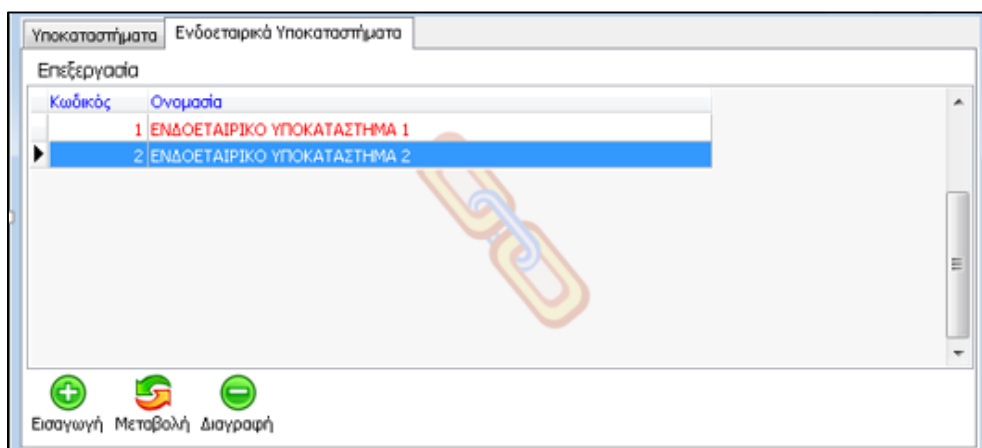 Υποκαταστήματα Ενδοεταιρικά Υποκαταστήματα
Επεξεργασία
Κωδικός Ονομασία
1 ΕΝΔΟΕΤΑΙΡΙΚΟ ΥΠΟΚΑΤΑΣΤΗΜΑ 1
2 ΕΝΔΟΕΤΑΙΡΙΚΟ ΥΠΟΚΑΤΑΣΤΗΜΑ 2
Εισαγωγή Μεταβολή Διαγραφή